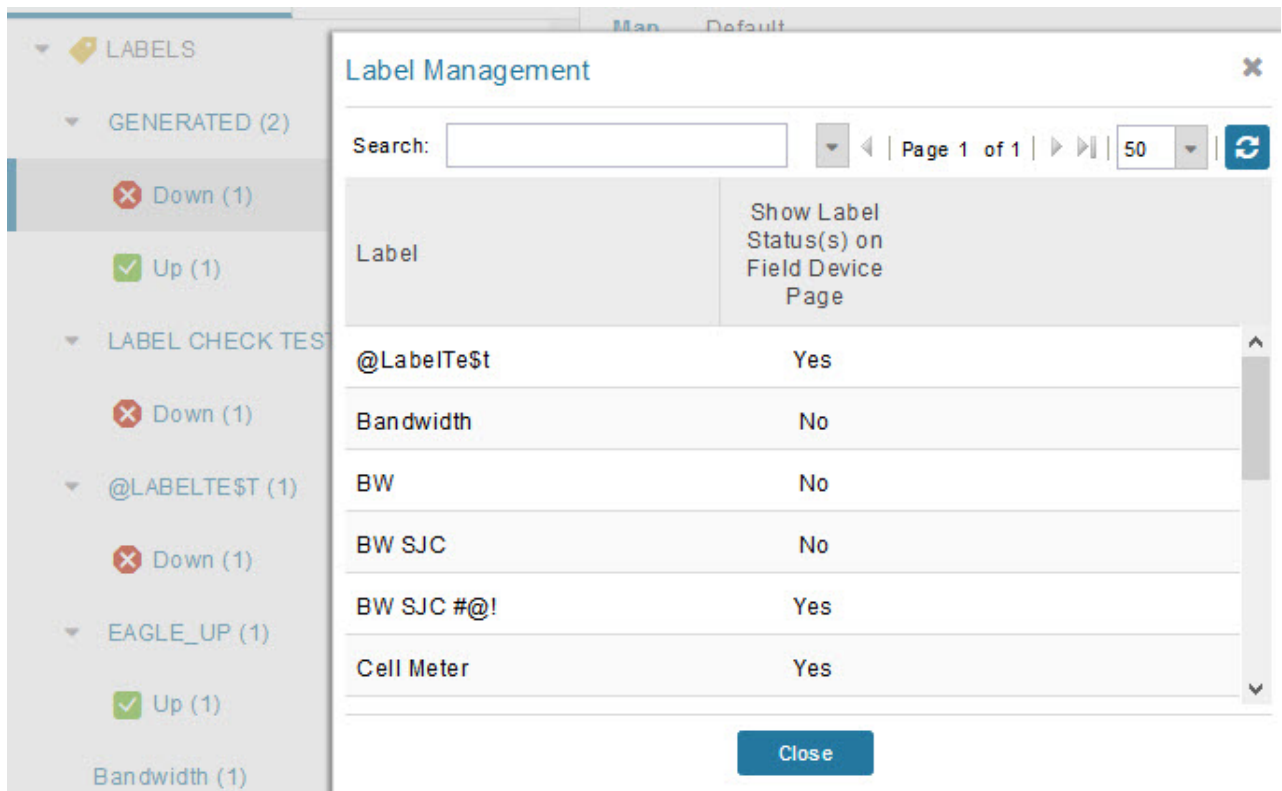 Map Default
LABELS
GENERATED (2)
Down (1)
Up (1)
LABEL CHECK TES
Down (1)
@LABELTE$T (1)
Down (1)
EAGLE_UP (1)
Up (1)
Bandwidth (1)
Label Management
Search: Page 1 of 1 50
Label
Show Label
Status(s) on
Field Device
Page
@LabelTe$t Yes
Bandwidth No
BW No
BW SJC No
BW SJC #@! Yes
Cell Meter Yes
Close